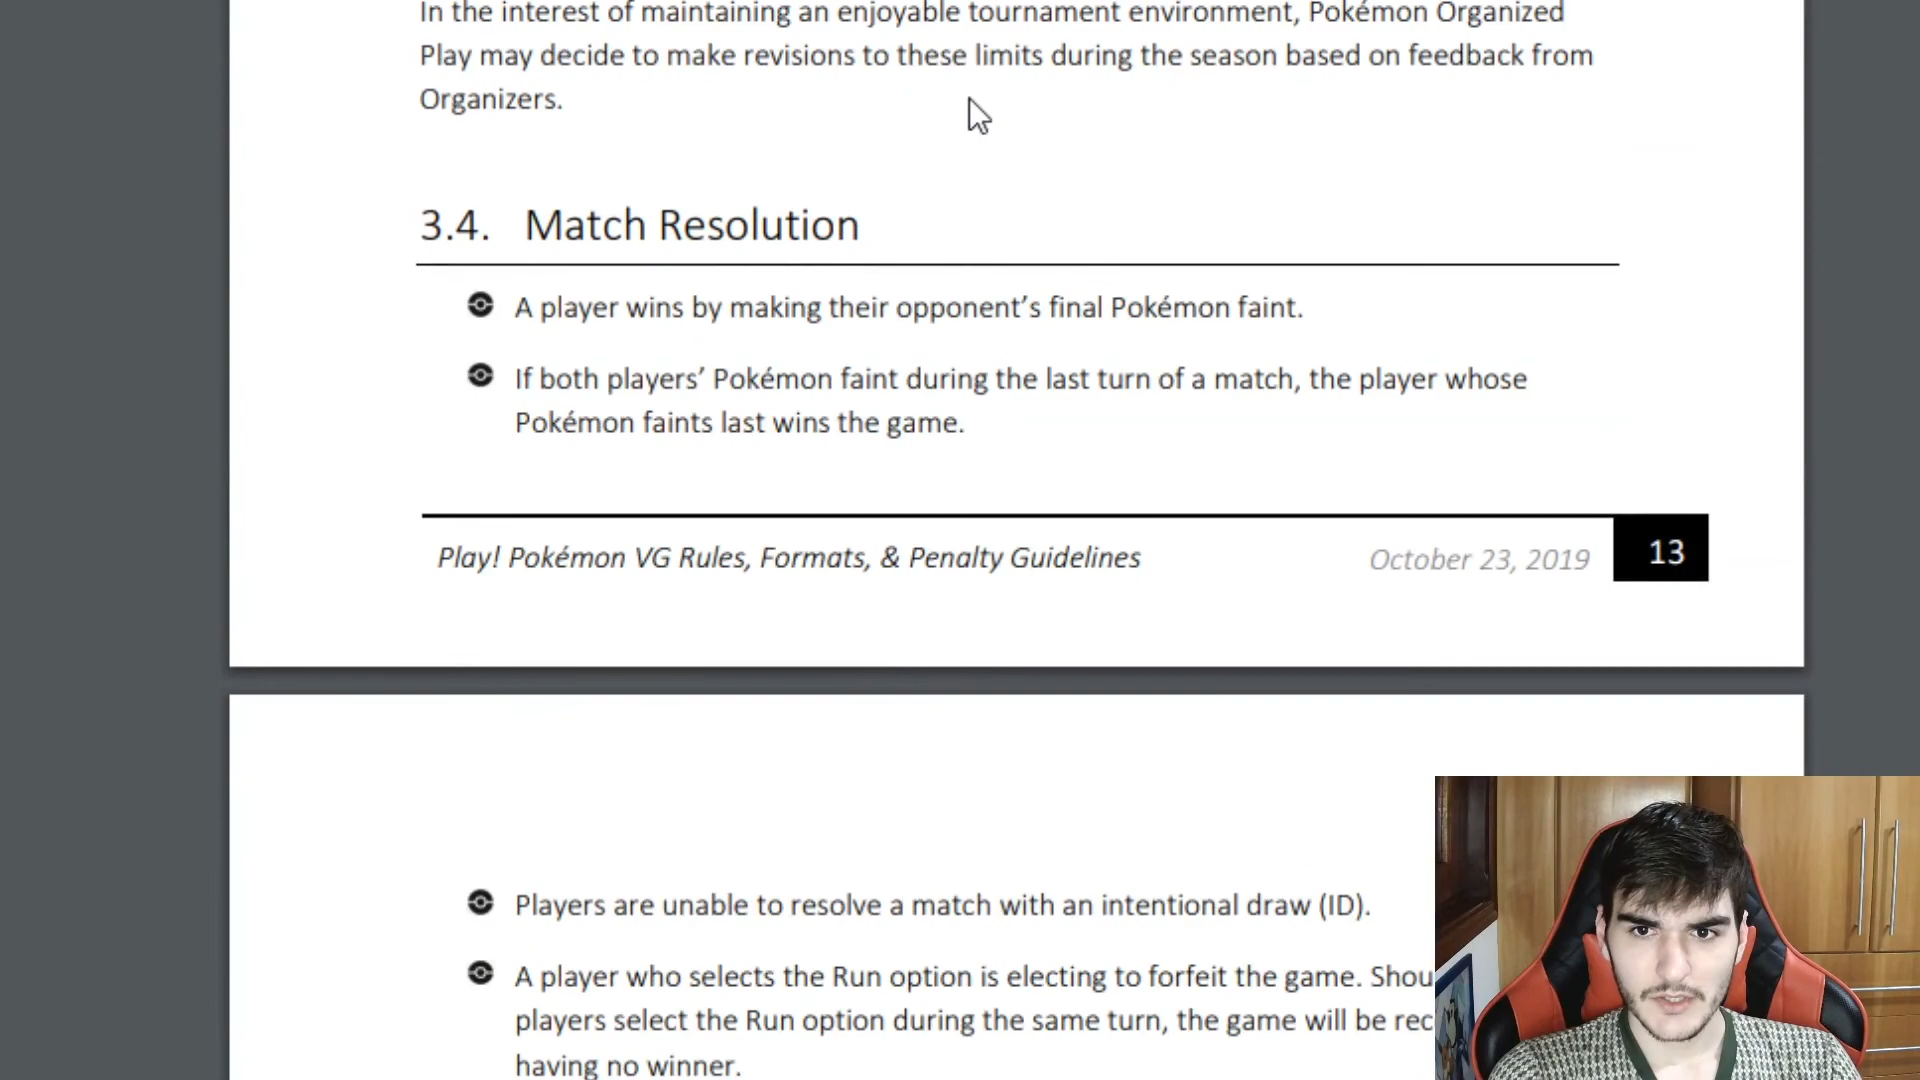 In the interest of maintaining an enjoyable tournament environment, Pokémon Organized
Play may decide to make revisions to these limits during the season based on feedback from
Organizers.
3.4. Match Resolution
A player wins by making their opponent’s final Pokémon faint.
If both players’ Pokémon faint during the last turn of a match, the player whose
Pokémon faints last wins the game.
Play! Pokémon VG Rules, Formats, & Penalty Guidelines
October 23, 2019
13
Players are unable to resolve a match with an intentional draw (ID).
A player who selects the Run option is electing to forfeit the game.
players select the Run option during the same turn, the game will be
having no winner.